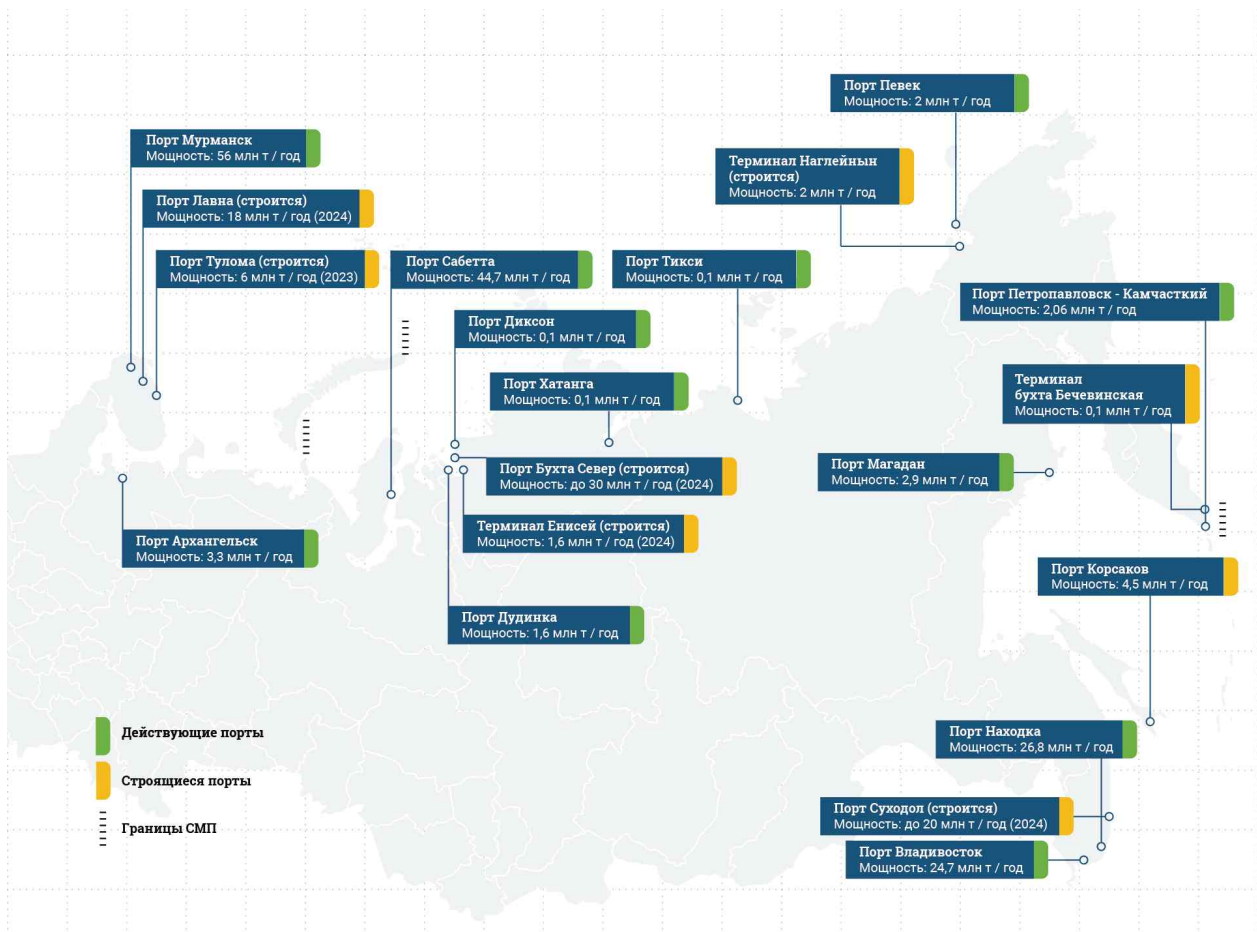 Порт Певек
Мощность: 2 млн т / год
Порт Мурманск
Мощность: 56 млн т / год
Терминал Наглейнын
(строится)
Мощность: 2 млн т / год
Порт Лавна (строится)
Мощность: 18 млн т / год (2024)
Порт Тулома (строится)
Мощность: 6 млн т / год (2023)
Порт Сабетта
Мощность: 44,7 млн т / год
Порт Тикси
Мощность: 0,1 млн т / год
Порт Петропавловск - Камчасткий
Мощность: 2,06 млн т / год
Порт Диксон
Мощность: 0,1 млн т / год
Порт Хатанга
Мощность: 0,1 млн т / год
Терминал
бухта Бечевинская
Мощность: 0,1 млн т / год
Порт Бухта Север (строится)
Мощность: до 30 млн т / год (2024)
Порт Магадан
Мощность: 2,9 млн т / год
Терминал Енисей (строится)
Мощность: 1,6 млн т / год (2024)
Порт Архангельск
Мощность: 3,3 млн т / год
Порт Корсаков
Мощность: 4,5 млн т / год
Порт Дудинка
Мощность: 1,6 млн т / год
Действующие порты
Строящиеся порты
Границы СМП
Порт Находка
Мощность: 26,8 млн т / год
Порт Суходол (строится)
Мощность: до 20 млн т / год (2024)
Порт Владивосток
Мощность: 24,7 млн т / год